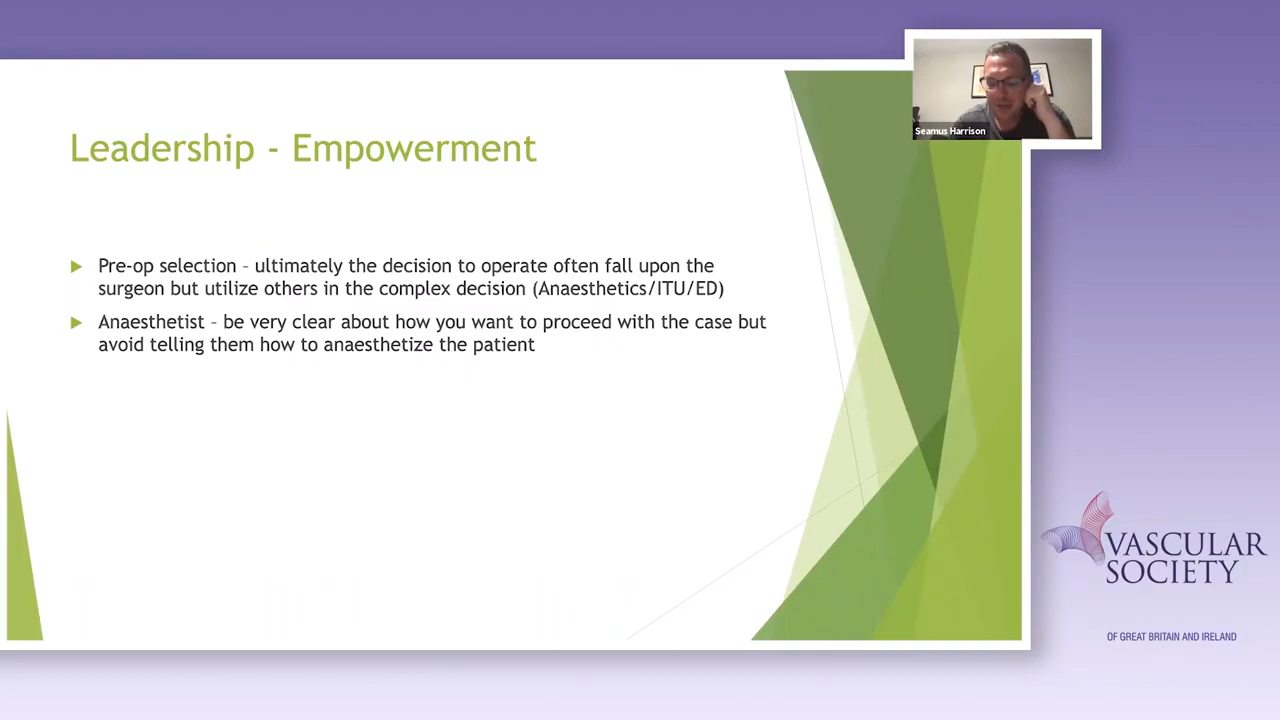 Seamus Harrison
Leadership - Empowerment
Pre-op selection – ultimately the decision to operate often fall upon the
surgeon but utilize others in the complex decision (Anaesthetics/ITU/ED)
Anaesthetist – be very clear about how you want to proceed with the case but
avoid telling them how to anaesthetize the patient
VASCULAR
SOCIETY
OF GREAT BRITAIN AND IRELAND